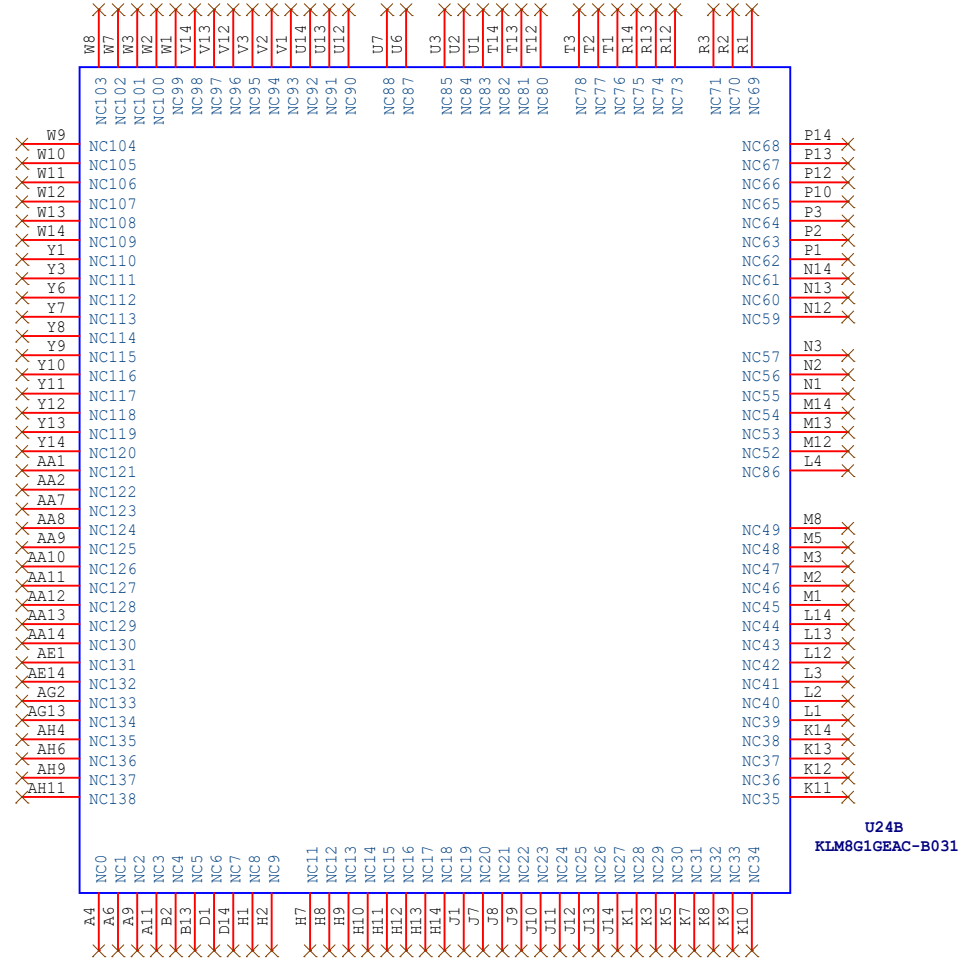 W8 W7 W3 W2 W1 V14 V13 V12 V3 V2 V1 U14 U13 U12 U7 U6 U3 U2 U1 T14 T13 T12 T3 T2 T1 R14 R13 R12 R3 R2 R1
NC103 NC102 NC101 NC100 NC99 NC98 NC97 NC96 NC95 NC94 NC93 NC92 NC91 NC90 NC88 NC87 NC85 NC84 NC83 NC82 NC81 NC80 NC78 NC77 NC76 NC75 NC74 NC73 NC71 NC70 NC69
W9 NC104 NC68 P14
W10 NC105 NC67 P13
W11 NC106 NC66 P12
W12 NC107 NC65 P10
W13 NC108 NC64 P3
W14 NC109 NC63 P2
Y1 NC110 NC62 P1
Y3 NC111 NC61 N14
Y6 NC112 NC60 N13
Y7 NC113 NC59 N12
Y8 NC114
Y9 NC115 NC57 N3
Y10 NC116 NC56 N2
Y11 NC117 NC55 N1
Y12 NC118 NC54 M14
Y13 NC119 NC53 M13
Y14 NC120 NC52 M12
AA1 NC121 NC86 L4
AA2 NC122
AA7 NC123
AA8 NC124 NC49 M8
AA9 NC125 NC48 M5
AA10 NC126 NC47 M3
AA11 NC127 NC46 M2
AA12 NC128 NC45 M1
AA13 NC129 NC44 L14
AA14 NC130 NC43 L13
AE1 NC131 NC42 L12
AE14 NC132 NC41 L3
AG2 NC133 NC40 L2
AG13 NC134 NC39 L1
AH4 NC135 NC38 K14
AH6 NC136 NC37 K13
AH9 NC137 NC36 K12
AH11 NC138 NC35 K11
U24B
KLM8G1GEAC-B031
NC0 NC1 NC2 NC3 NC4 NC5 NC6 NC7 NC8 NC9 NC11 NC12 NC13 NC14 NC15 NC16 NC17 NC18 NC19 NC20 NC21 NC22 NC23 NC24 NC25 NC26 NC27 NC28 NC29 NC30 NC31 NC32 NC33 NC34
A4 A6 A9 A11 B2 B13 D1 D14 H1 H2 H7 H8 H9 H10 H11 H12 H13 H14 J1 J7 J8 J9 J10 J11 J12 J13 J14 K1 K3 K5 K7 K8 K9 K10